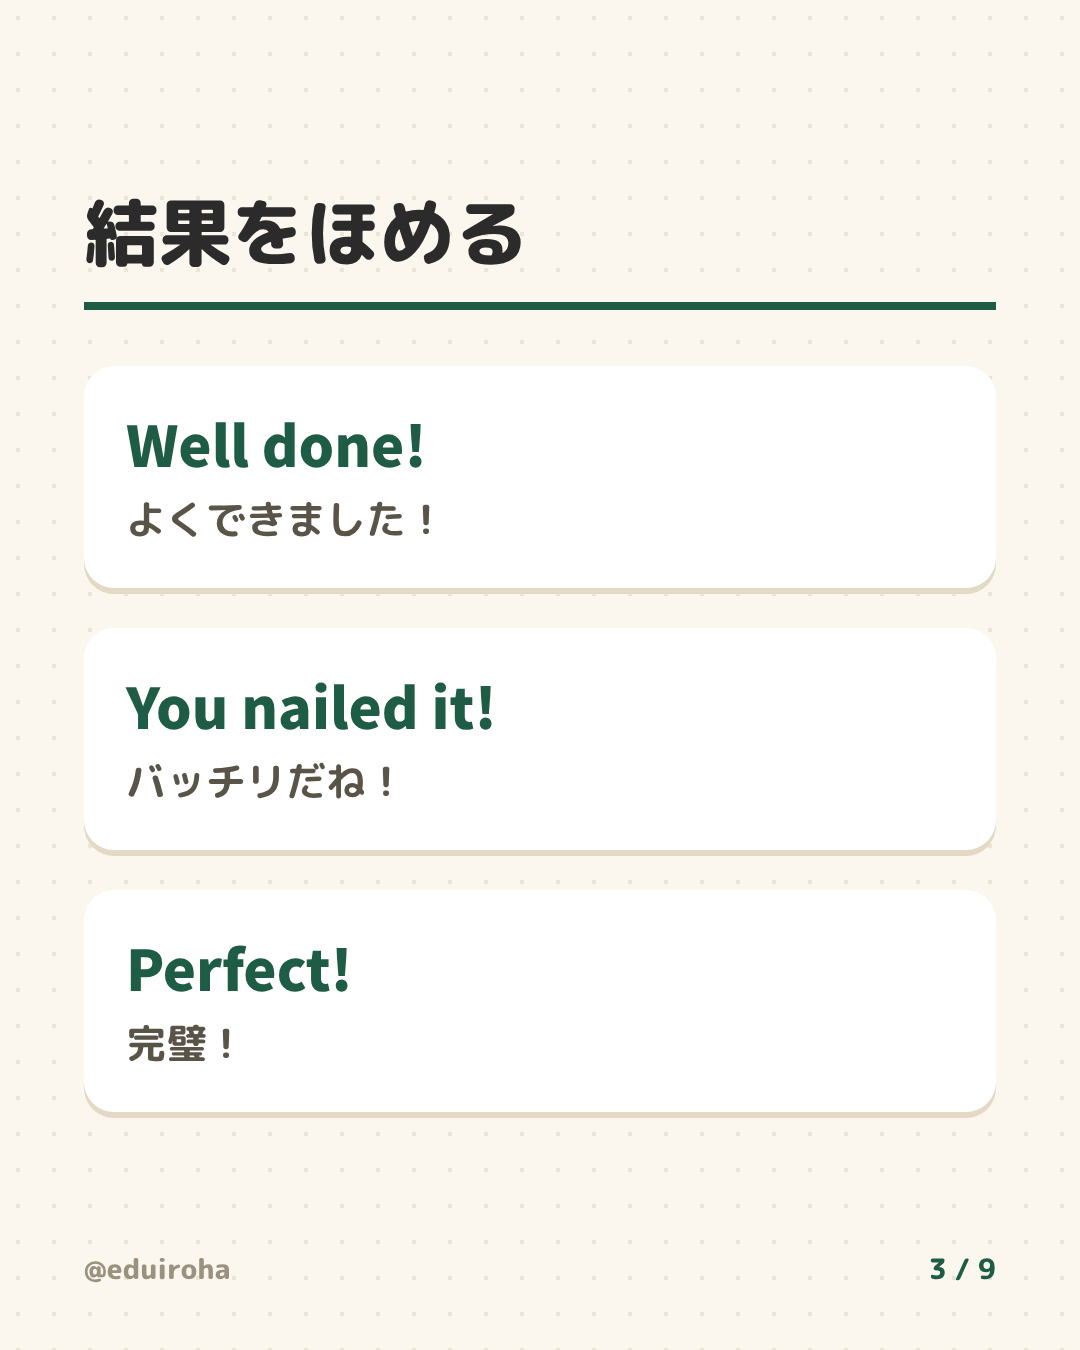 結果をほめる
Well done!
よくできました！
You nailed it!
バッチリだね！
Perfect!
完璧！
@eduiroha
3 / 9